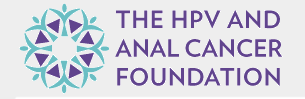 THE HPV AND
ANAL CANCER
FOUNDATION